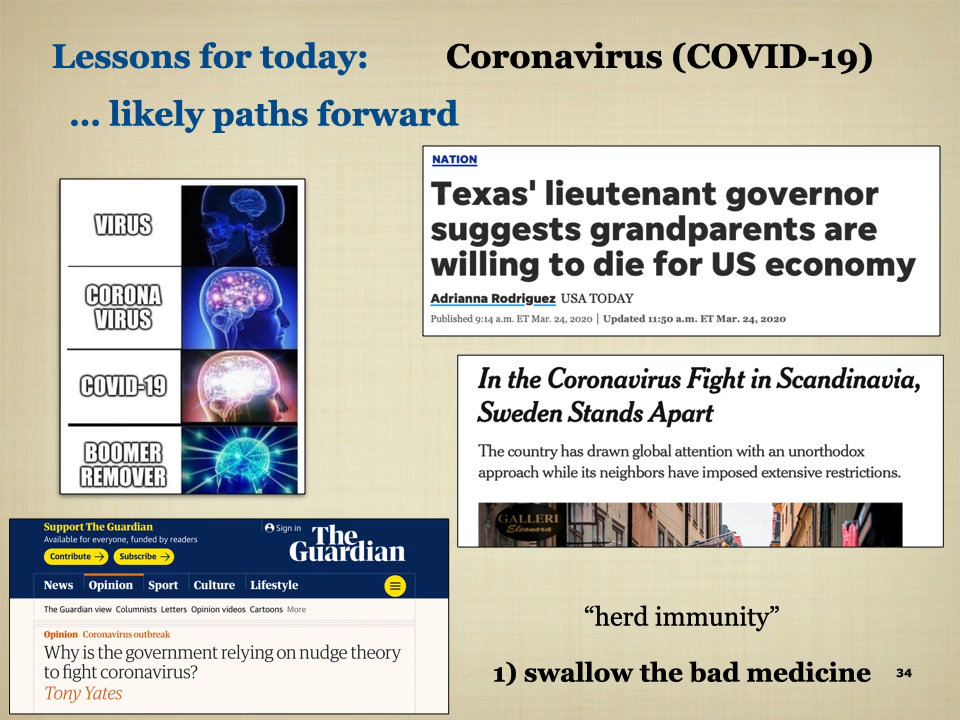 Lessons for today: Coronavirus (COVID-19)
... likely paths forward
VIRUS
CORONA
VIRUS
COVID-19
BOOMER
REMOVER
NATION
Texas' lieutenant governor
suggests grandparents are
willing to die for US economy
Adrianna Rodriguez USA TODAY
Published 9:14 a.m. ET Mar. 24, 2020 | Updated 11:50 a.m. ET Mar. 24, 2020
In the Coronavirus Fight in Scandinavia,
Sweden Stands Apart
The country has drawn global attention with an unorthodox
approach while its neighbors have imposed extensive restrictions.
GALLERI
Eleonora
Support The Guardian
Available for everyone, funded by readers
Contribute → Subscribe →
Sign in
The
Guardian
News Opinion Sport Culture Lifestyle
The Guardian view Columnists Letters Opinion videos Cartoons More
Opinion Coronavirus outbreak
Why is the government relying on nudge theory
to fight coronavirus?
Tony Yates
“herd immunity”
1) swallow the bad medicine
34